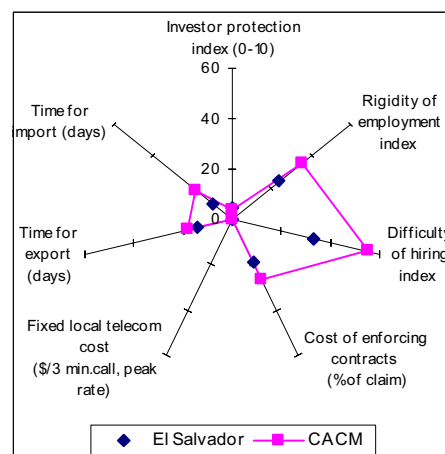 Investor protection
index (0-10)
60
40
20
0
Rigidity of
employment
index
Difficulty
of hiring
index
Cost of enforcing
contracts
(%of claim)
Fixed local telecom
cost
($/3 min.call, peak
rate)
Time for
export
(days)
Time for
import (days)
El Salvador
CACM